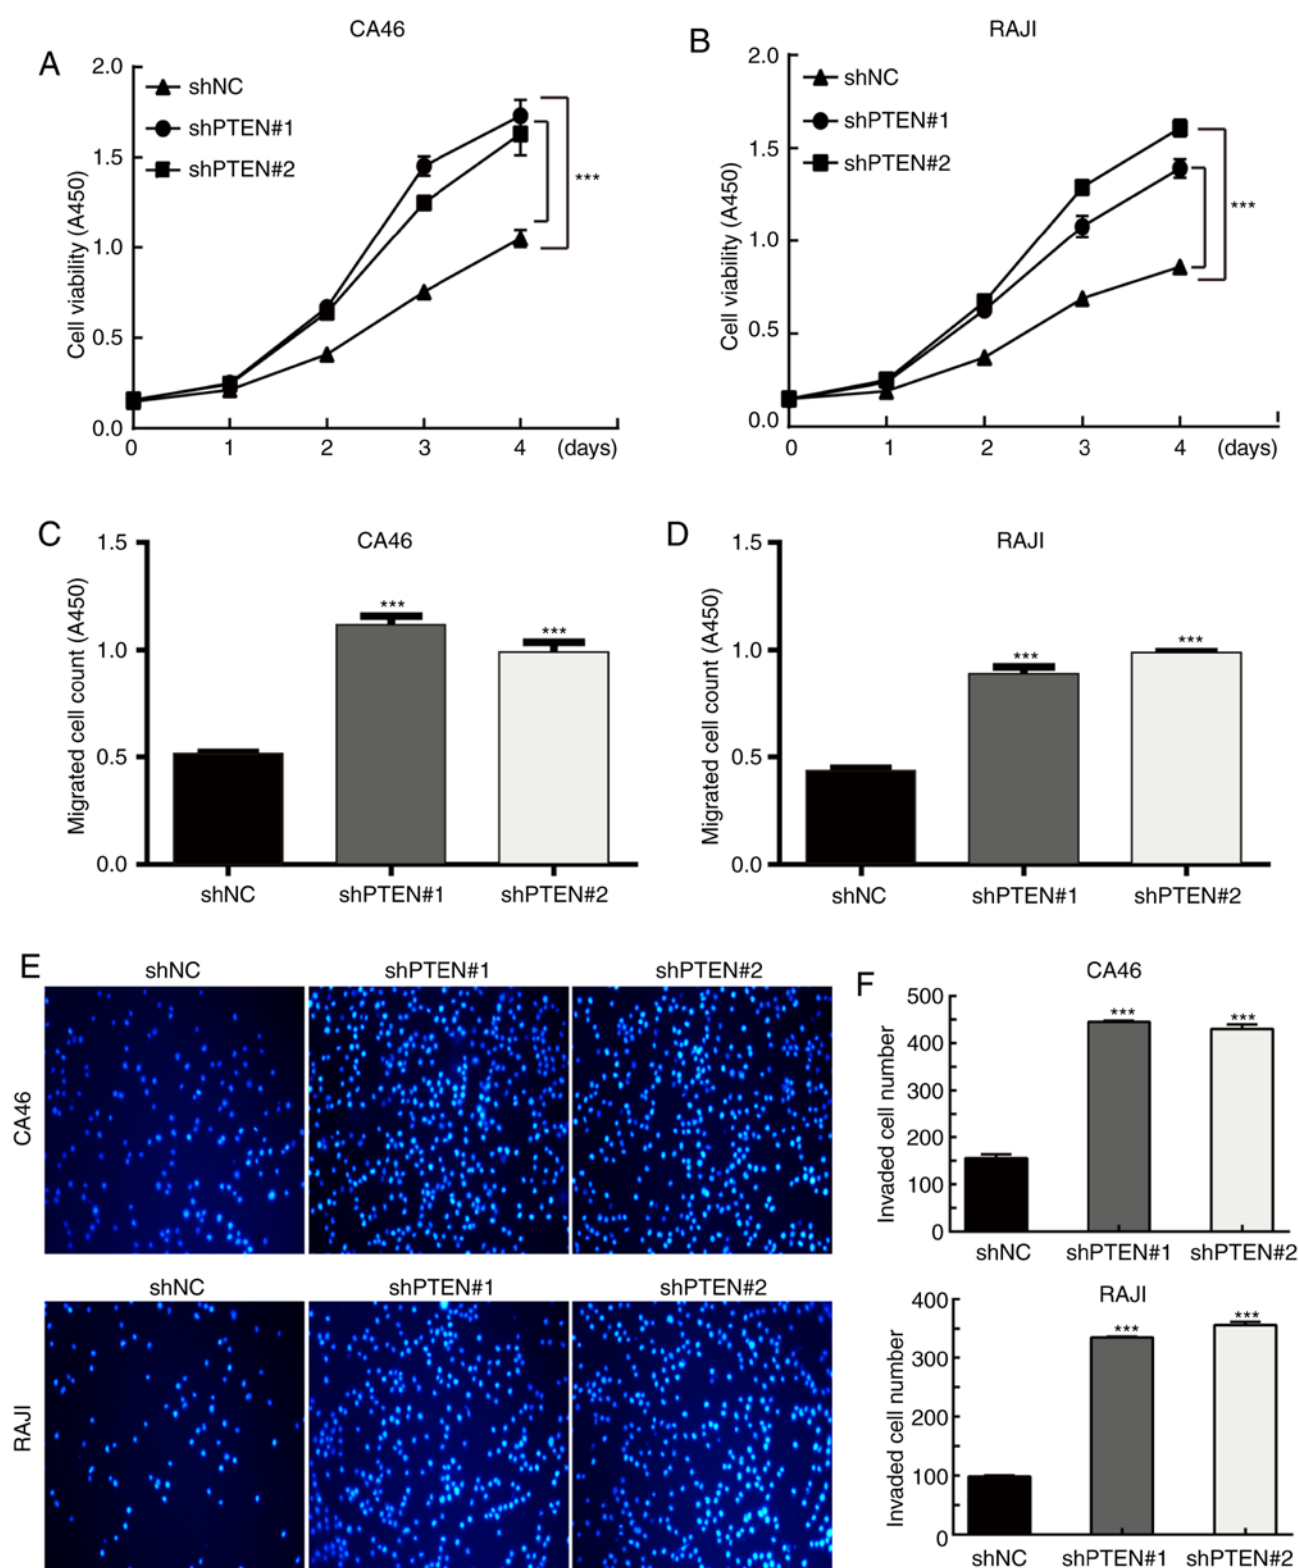 CA46
RAJI
A
2.0
1.5
1.0
0.5
0.0
Cell viability (A450)
shNC
shPTEN#1
shPTEN#2
***
0 1 2 3 4 (days)
B
2.0
1.5
1.0
0.5
0.0
Cell viability (A450)
shNC
shPTEN#1
shPTEN#2
***
0 1 2 3 4 (days)
C
CA46
1.5
1.0
0.5
0.0
Migrated cell count (A450)
***
***
shNC shPTEN#1 shPTEN#2
D
RAJI
1.5
1.0
0.5
0.0
Migrated cell count (A450)
***
***
shNC shPTEN#1 shPTEN#2
E
shNC shPTEN#1 shPTEN#2
CA46
shNC shPTEN#1 shPTEN#2
RAJI
F
CA46
500
400
300
200
100
0
Invaded cell number
***
***
shNC shPTEN#1 shPTEN#2
RAJI
400
300
200
100
0
Invaded cell number
***
***
shNC shPTEN#1 shPTEN#2